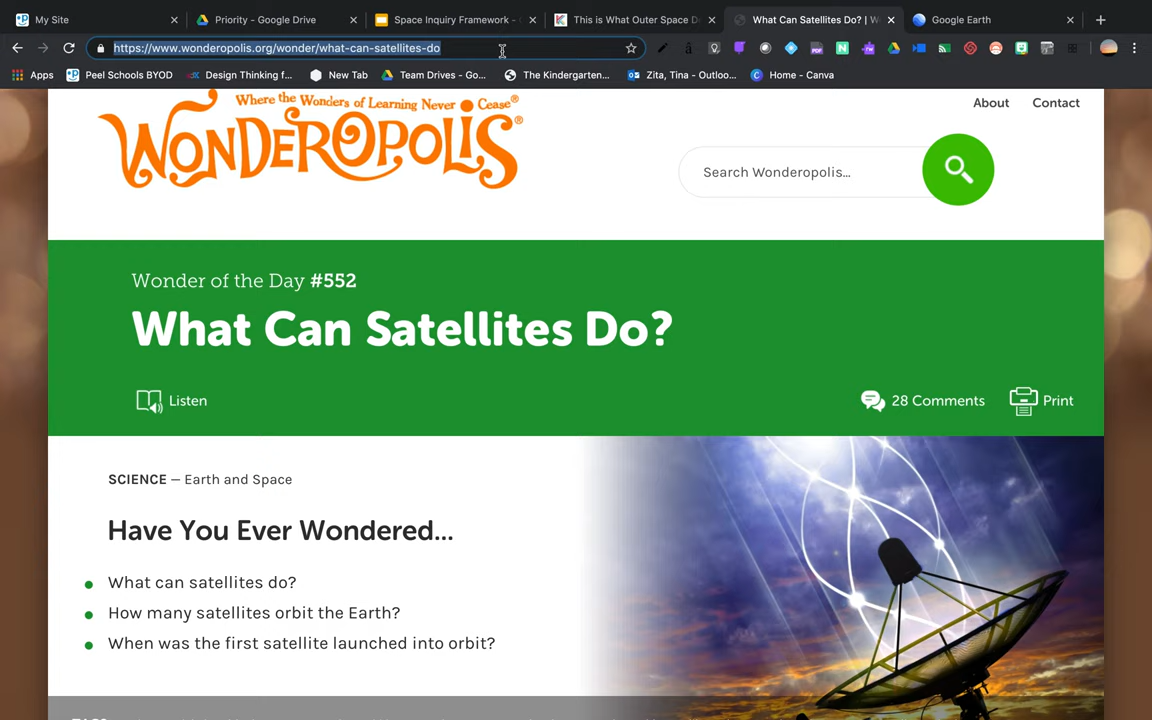 My Site
Priority - Google Drive
Space Inquiry Framework -
This is What Outer Space D
What Can Satellites Do? | W
Google Earth
https://www.wonderopolis.org/wonder/what-can-satellites-do
Apps
Peel Schools BYOD
Design Thinking f...
New Tab
Team Drives - Go...
The Kindergarten...
Zita, Tina - Outloo...
Home - Canva
Where the Wonders of Learning Never Cease®
WONDEROPOLIS®
About
Contact
Search Wonderopolis...
Wonder of the Day #552
What Can Satellites Do?
Listen
28 Comments
Print
SCIENCE — Earth and Space
Have You Ever Wondered...
What can satellites do?
How many satellites orbit the Earth?
When was the first satellite launched into orbit?